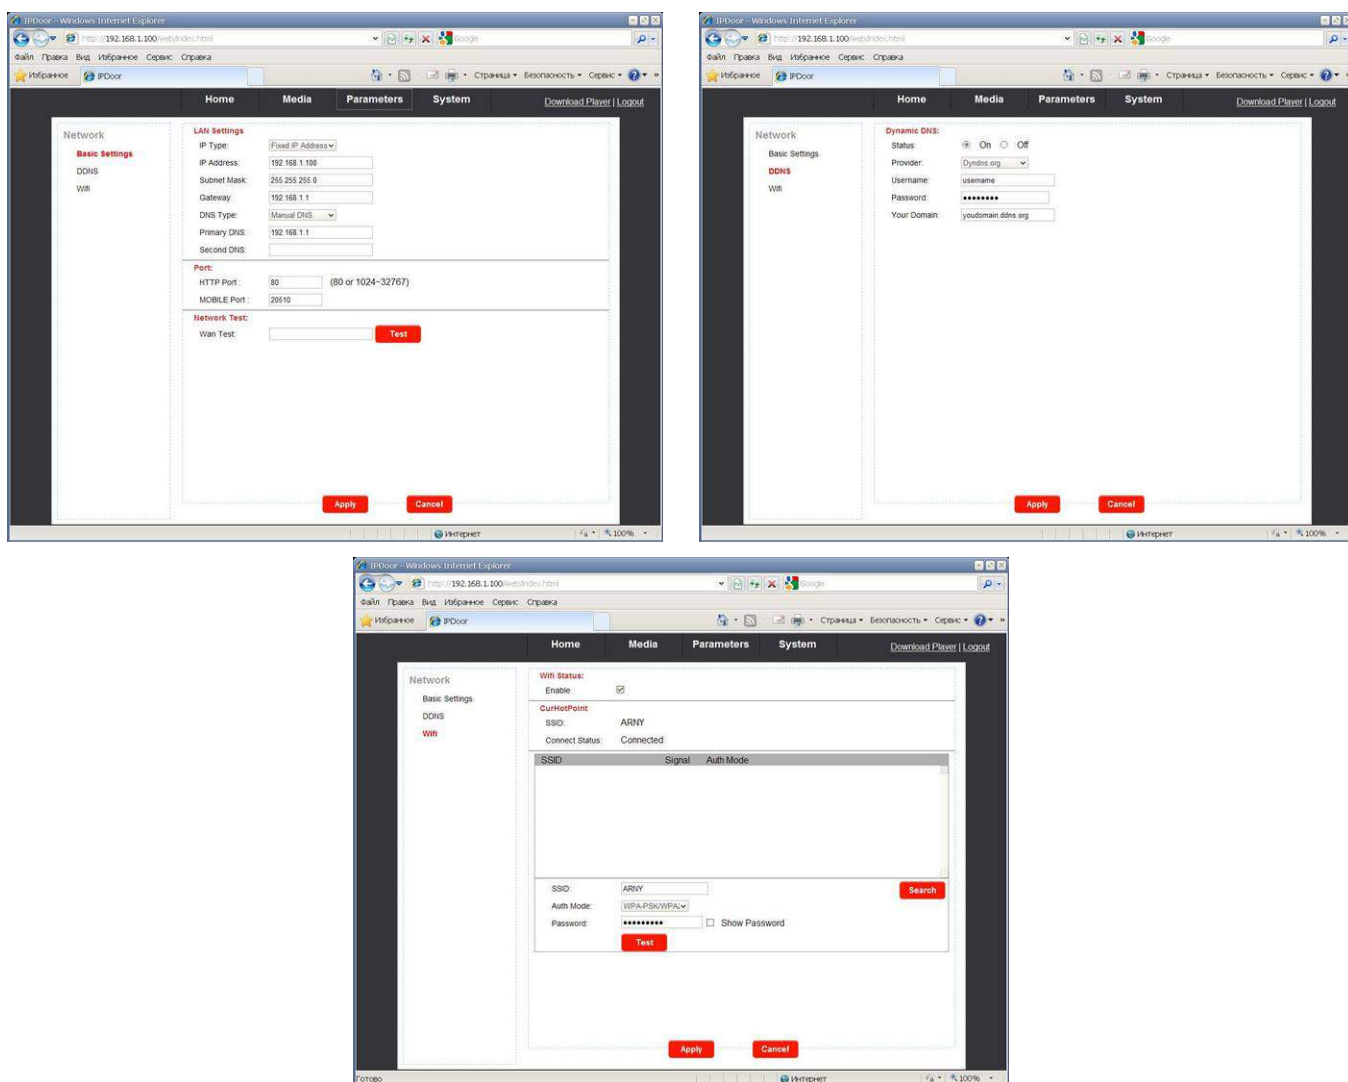 IPDoor - Windows Internet Explorer
http://192.168.1.100/web/index.html
Google
Файл Правка Вид Избранное Сервис Справка
Избранное IPDoor Страница Безопасность Сервис
Home Media Parameters System Download Player | Logout
Network
Basic Settings
DDNS
Wifi
LAN Settings
IP Type: Fixed IP Address
IP Address: 192.168.1.100
Subnet Mask: 255.255.255.0
Gateway: 192.168.1.1
DNS Type: Manual DNS
Primary DNS: 192.168.1.1
Second DNS:
Port:
HTTP Port : 80 (80 or 1024~32767)
MOBILE Port : 20510
Network Test:
Wan Test: Test
Apply Cancel
Интернет 100%
IPDoor - Windows Internet Explorer
http://192.168.1.100/web/index.html
Google
Файл Правка Вид Избранное Сервис Справка
Избранное IPDoor Страница Безопасность Сервис
Home Media Parameters System Download Player | Logout
Network
Basic Settings
DDNS
Wifi
Dynamic DNS:
Status: On Off
Provider: Dyndns.org
Username: username
Password:
Your Domain: youdomain.ddns.org
Apply Cancel
Интернет 100%
IPDoor - Windows Internet Explorer
http://192.168.1.100/web/index.html
Google
Файл Правка Вид Избранное Сервис Справка
Избранное IPDoor Страница Безопасность Сервис
Home Media Parameters System Download Player | Logout
Network
Basic Settings
DDNS
Wifi
Wifi Status:
Enable
CurHotPoint
SSID: ARNY
Connect Status: Connected
SSID Signal Auth Mode
SSID: ARNY Search
Auth Mode: WPA-PSK/WPA2
Password: Show Password
Test
Apply Cancel
Готово Интернет 100%